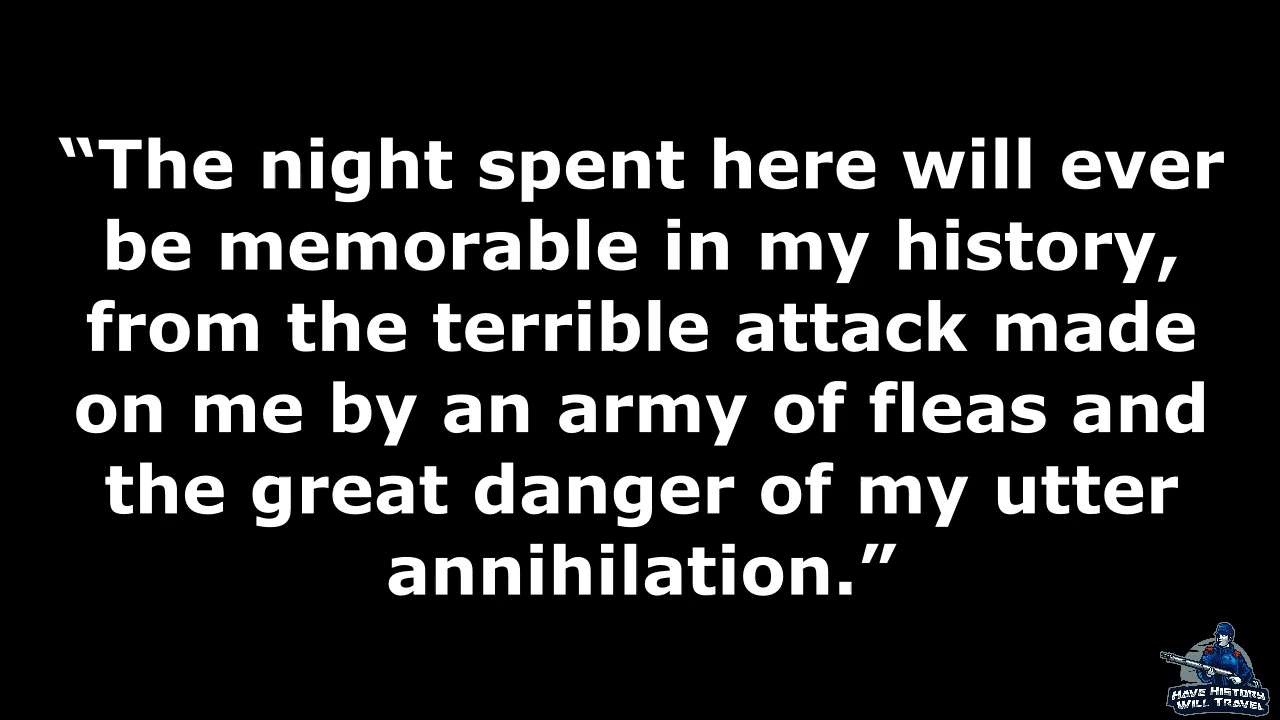 “The night spent here will ever
be memorable in my history,
from the terrible attack made
on me by an army of fleas and
the great danger of my utter
annihilation.”
HAVE HISTORY
WILL TRAVEL